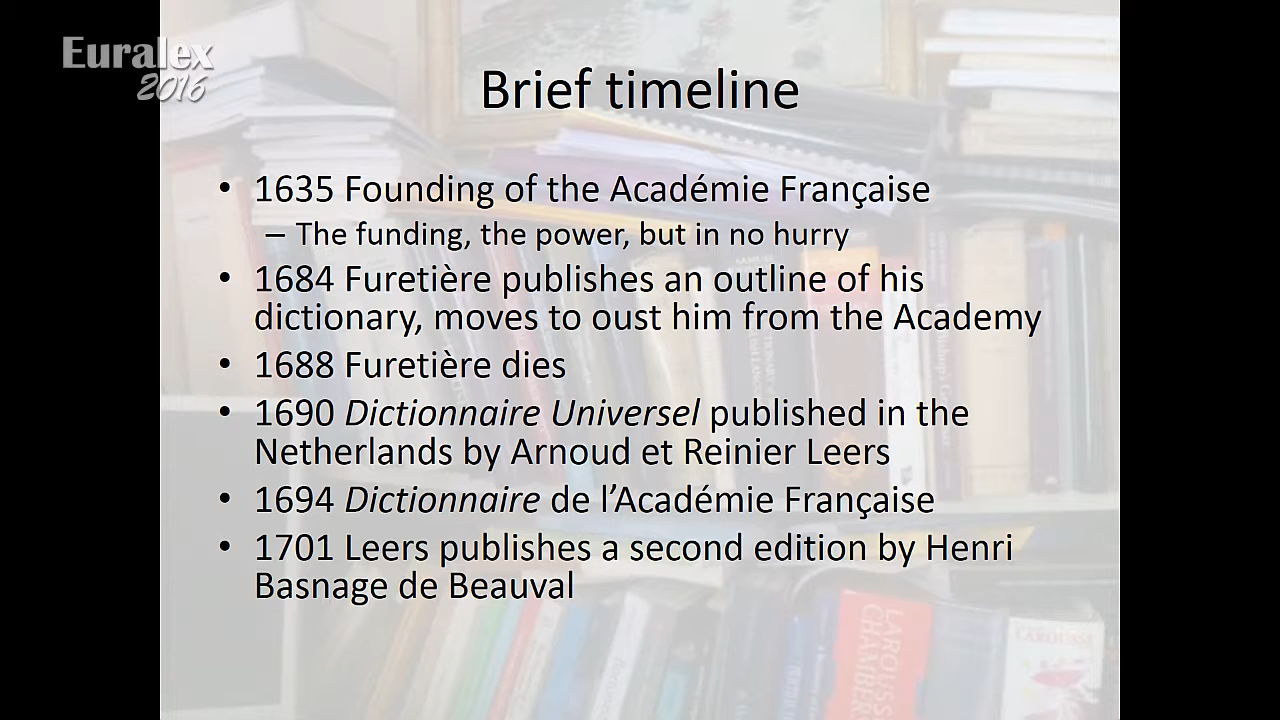 Euralex
2016
Brief timeline
• 1635 Founding of the Académie Française
– The funding, the power, but in no hurry
• 1684 Furetière publishes an outline of his
dictionary, moves to oust him from the Academy
• 1688 Furetière dies
• 1690 Dictionnaire Universel published in the
Netherlands by Arnoud et Reinier Leers
• 1694 Dictionnaire de l’Académie Française
• 1701 Leers publishes a second edition by Henri
Basnage de Beauval
LAROUSSE
CHAMBERS
LAROUSSE